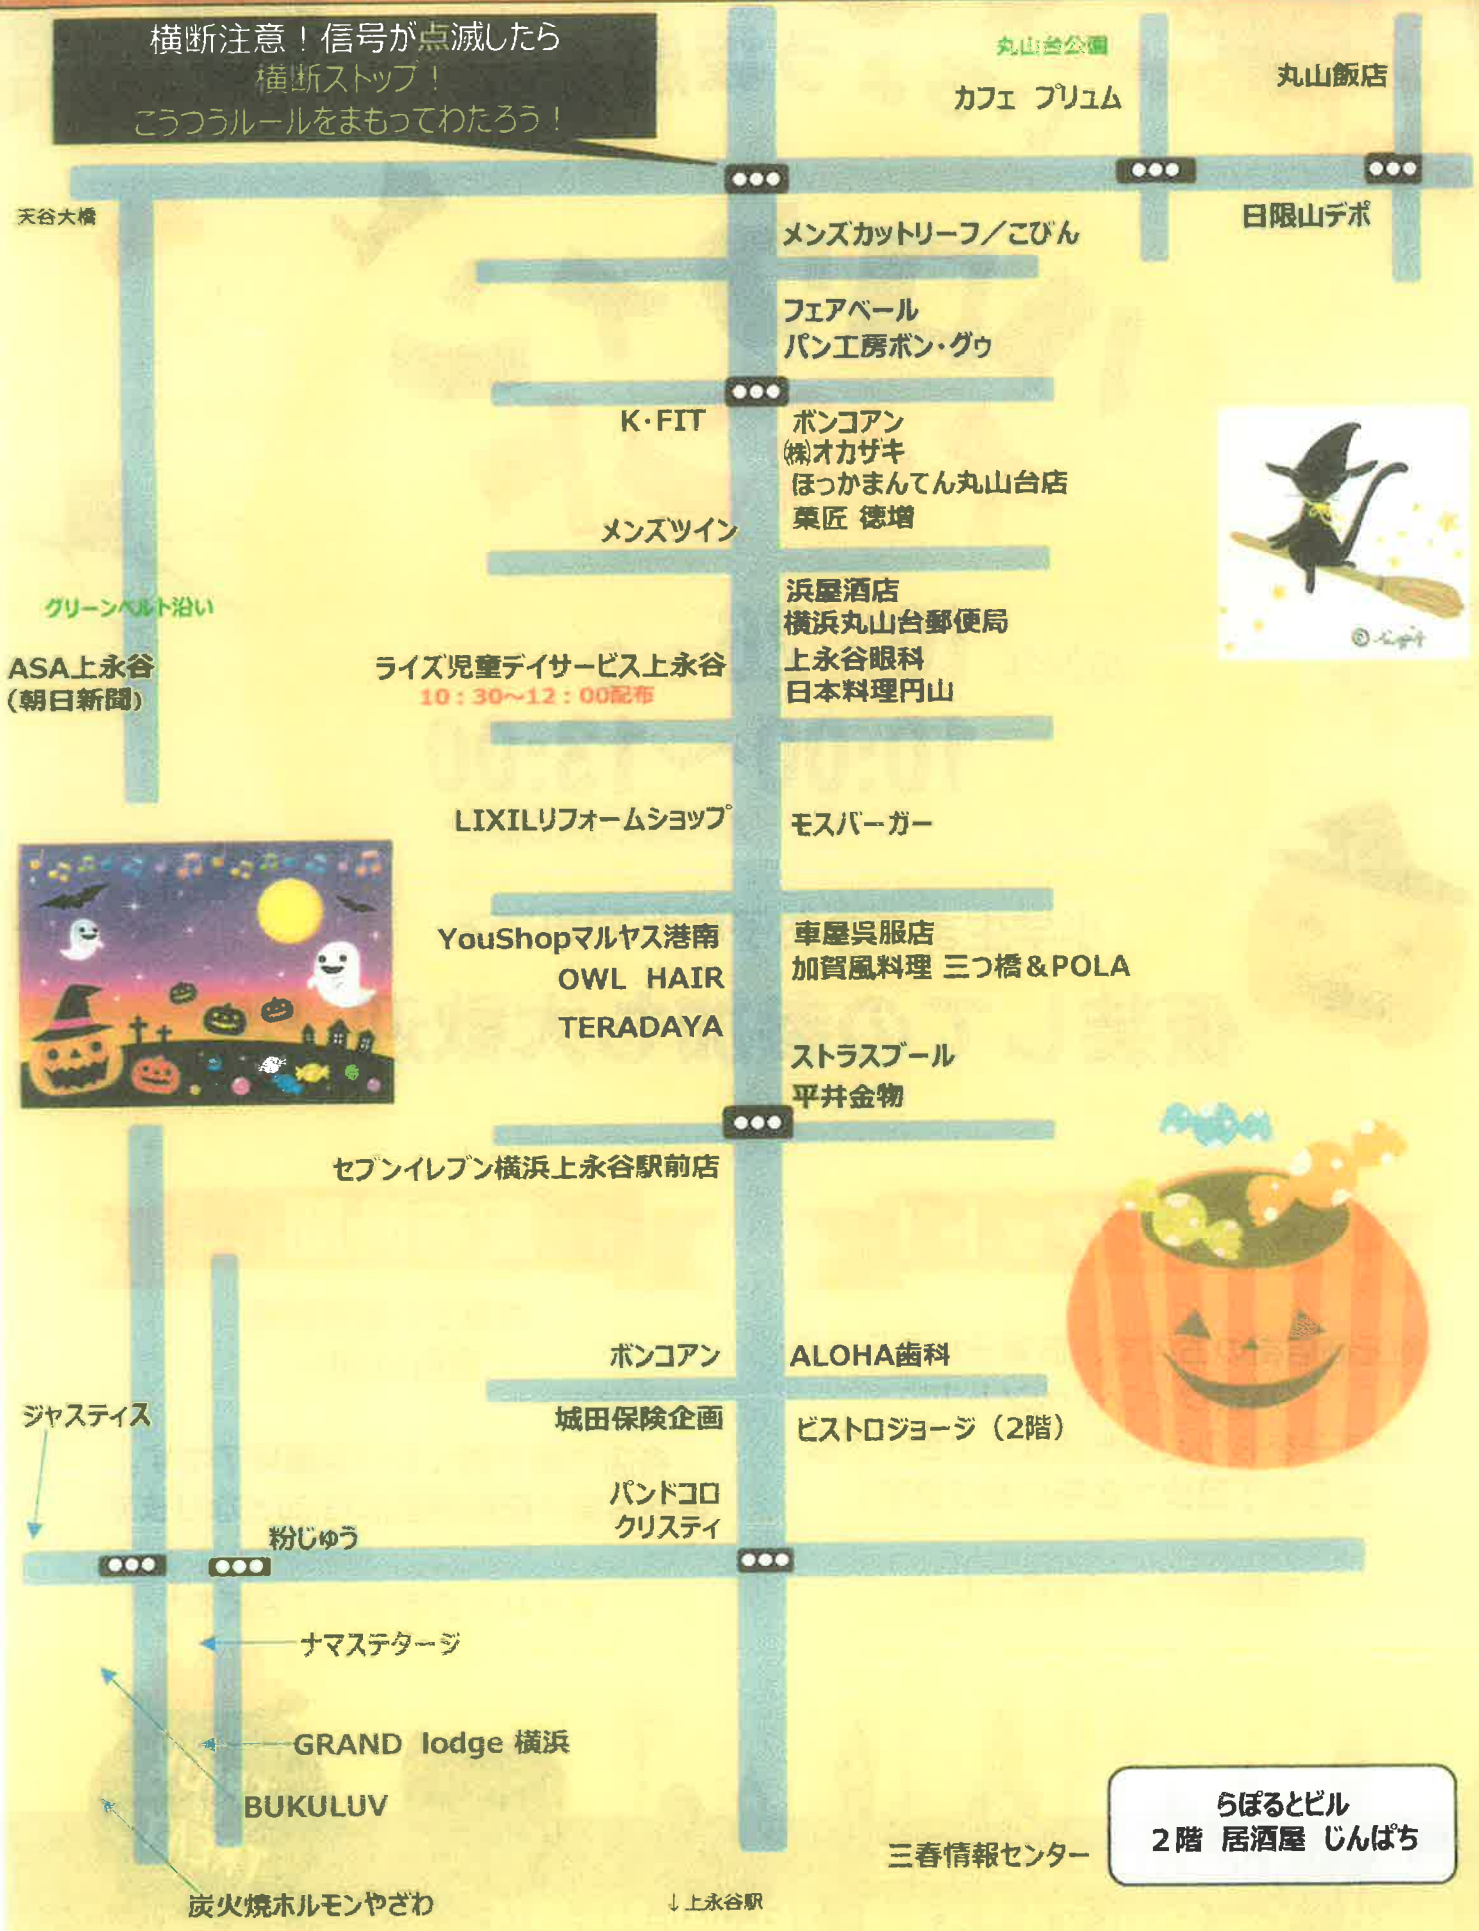 横断注意！信号が点滅したら
横断ストップ！
こうつうルールをまもってわたろう！
丸山台公園
カフェ プリュム
丸山飯店
天谷大橋
日限山デポ
メンズカットリーフ／こびん
フェアベール
パン工房ボン・グゥ
K・FIT
ボンコアン
㈱オカザキ
ほっかまんてん丸山台店
菓匠 徳増
メンズツイン
浜屋酒店
横浜丸山台郵便局
グリーンベルト沿い
ASA上永谷
(朝日新聞)
ライズ児童デイサービス上永谷
10：30～12：00配布
上永谷眼科
日本料理円山
LIXILリフォームショップ
モスバーガー
YouShopマルヤス港南
OWL HAIR
TERADAYA
車屋呉服店
加賀風料理 三つ橋＆POLA
ストラスブール
平井金物
セブンイレブン横浜上永谷駅前店
ボンコアン
ALOHA歯科
ジャスティス
城田保険企画
ビストロジョージ（2階）
パンドコロ
クリスティ
粉じゅう
ナマステタージ
GRAND lodge 横浜
BUKULUV
炭火焼ホルモンやざわ
↓上永谷駅
三春情報センター
らぽるとビル
2階 居酒屋 じんぱち